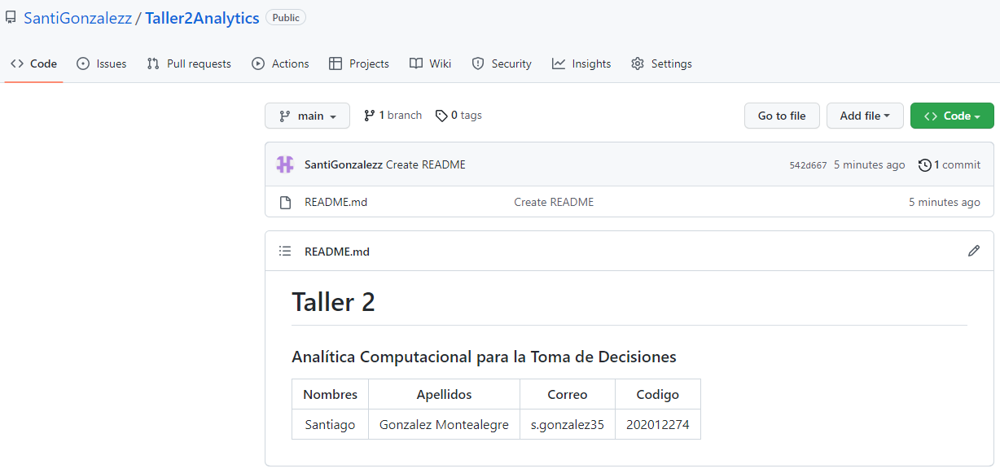 SantiGonzalezz / Taller2Analytics Public
Code Issues Pull requests Actions Projects Wiki Security Insights Settings
main 1 branch 0 tags Go to file Add file Code
SantiGonzalezz Create README 542d667 5 minutes ago 1 commit
README.md Create README 5 minutes ago
README.md
Taller 2
Analítica Computacional para la Toma de Decisiones
Nombres Apellidos Correo Codigo
Santiago Gonzalez Montealegre s.gonzalez35 202012274